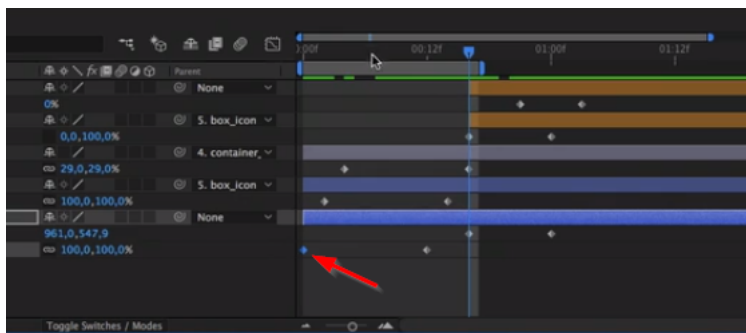 ):00f 00:12f 01:00f 01:12f
Parent
None
0%
5. box_icon
0,0,100,0%
4. container_
29,0,29,0%
5. box_icon
100,0,100,0%
None
961,0,547,9
100,0,100,0%
Toggle Switches / Modes